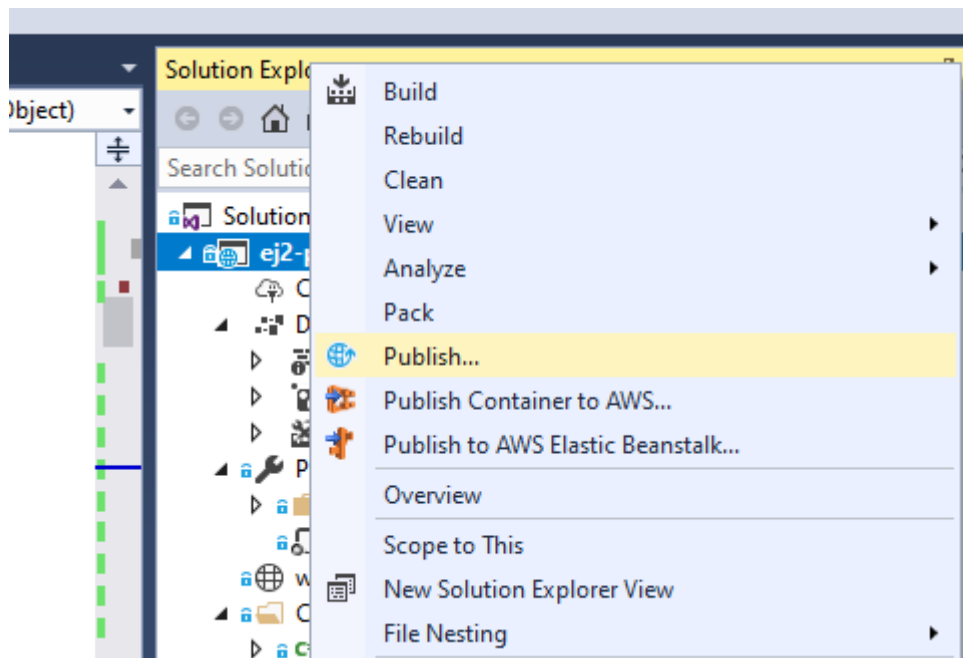 Solution Explo
Object)
Search Solutio
Solution
ej2-p
C
D
P
w
C
C
Build
Rebuild
Clean
View
Analyze
Pack
Publish...
Publish Container to AWS...
Publish to AWS Elastic Beanstalk...
Overview
Scope to This
New Solution Explorer View
File Nesting